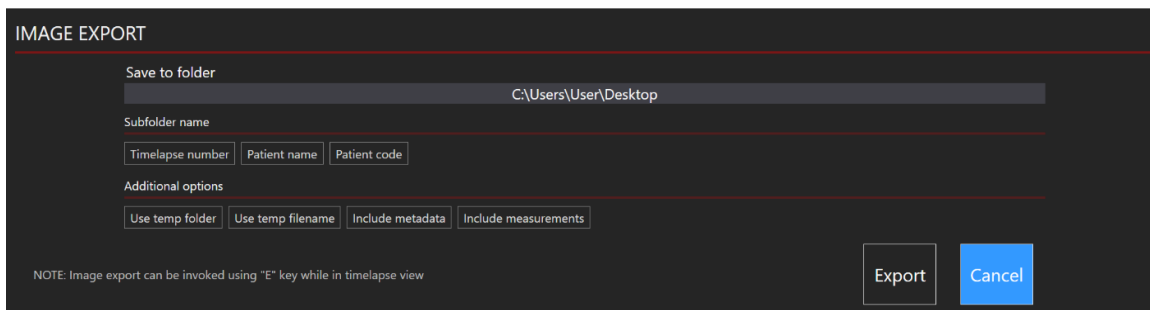 IMAGE EXPORT
Save to folder
C:\Users\User\Desktop
Subfolder name
Timelapse number Patient name Patient code
Additional options
Use temp folder Use temp filename Include metadata Include measurements
NOTE: Image export can be invoked using "E" key while in timelapse view
Export Cancel